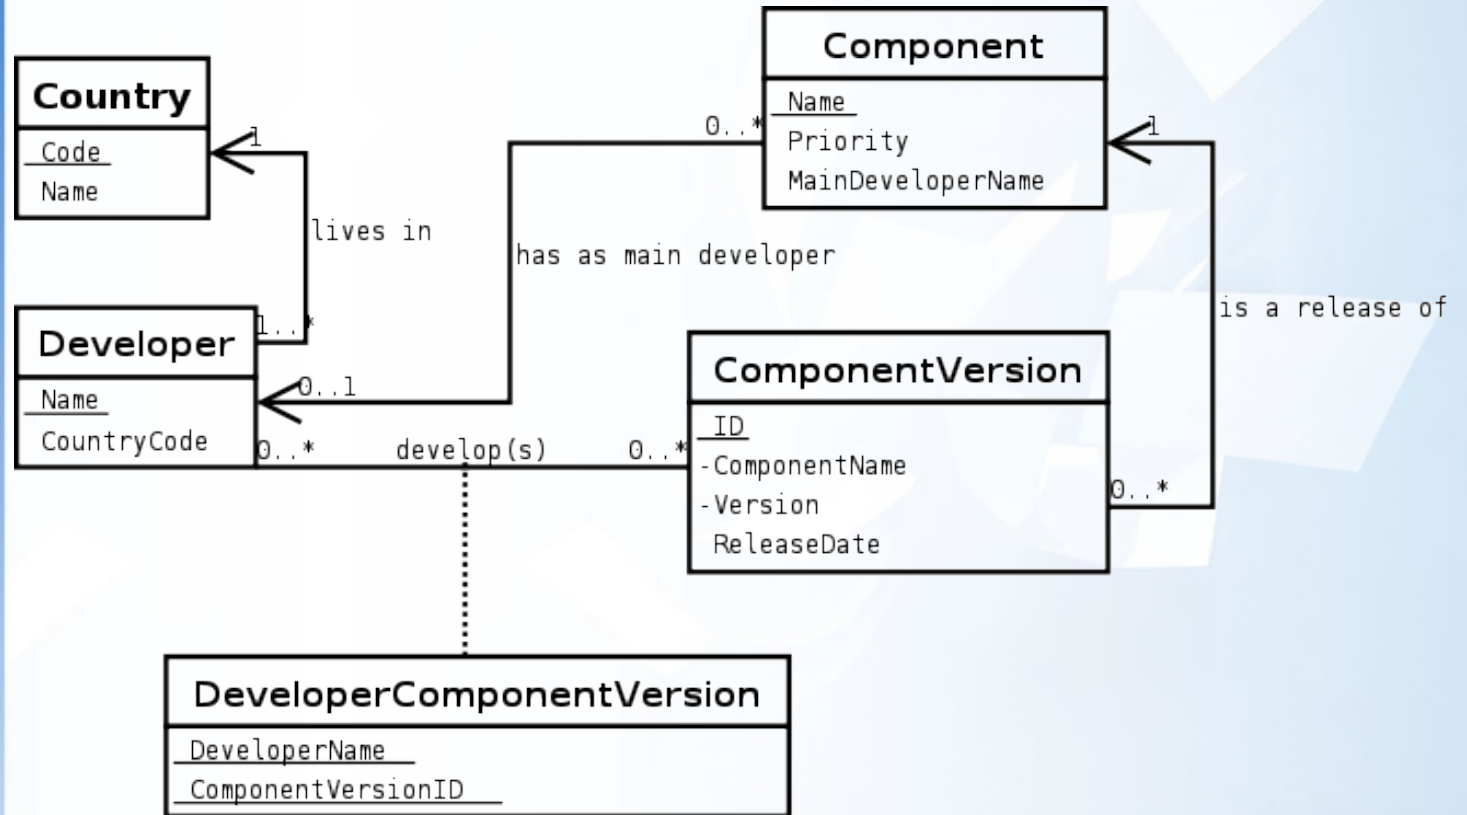 Country
Code
Name
1
lives in
1..*
Developer
Name
CountryCode
0..*
has as main developer
0..1
Component
Name
Priority
MainDeveloperName
1
is a release of
0..*
ComponentVersion
ID
-ComponentName
-Version
ReleaseDate
0..*
develop(s)
0..*
DeveloperComponentVersion
DeveloperName
ComponentVersionID